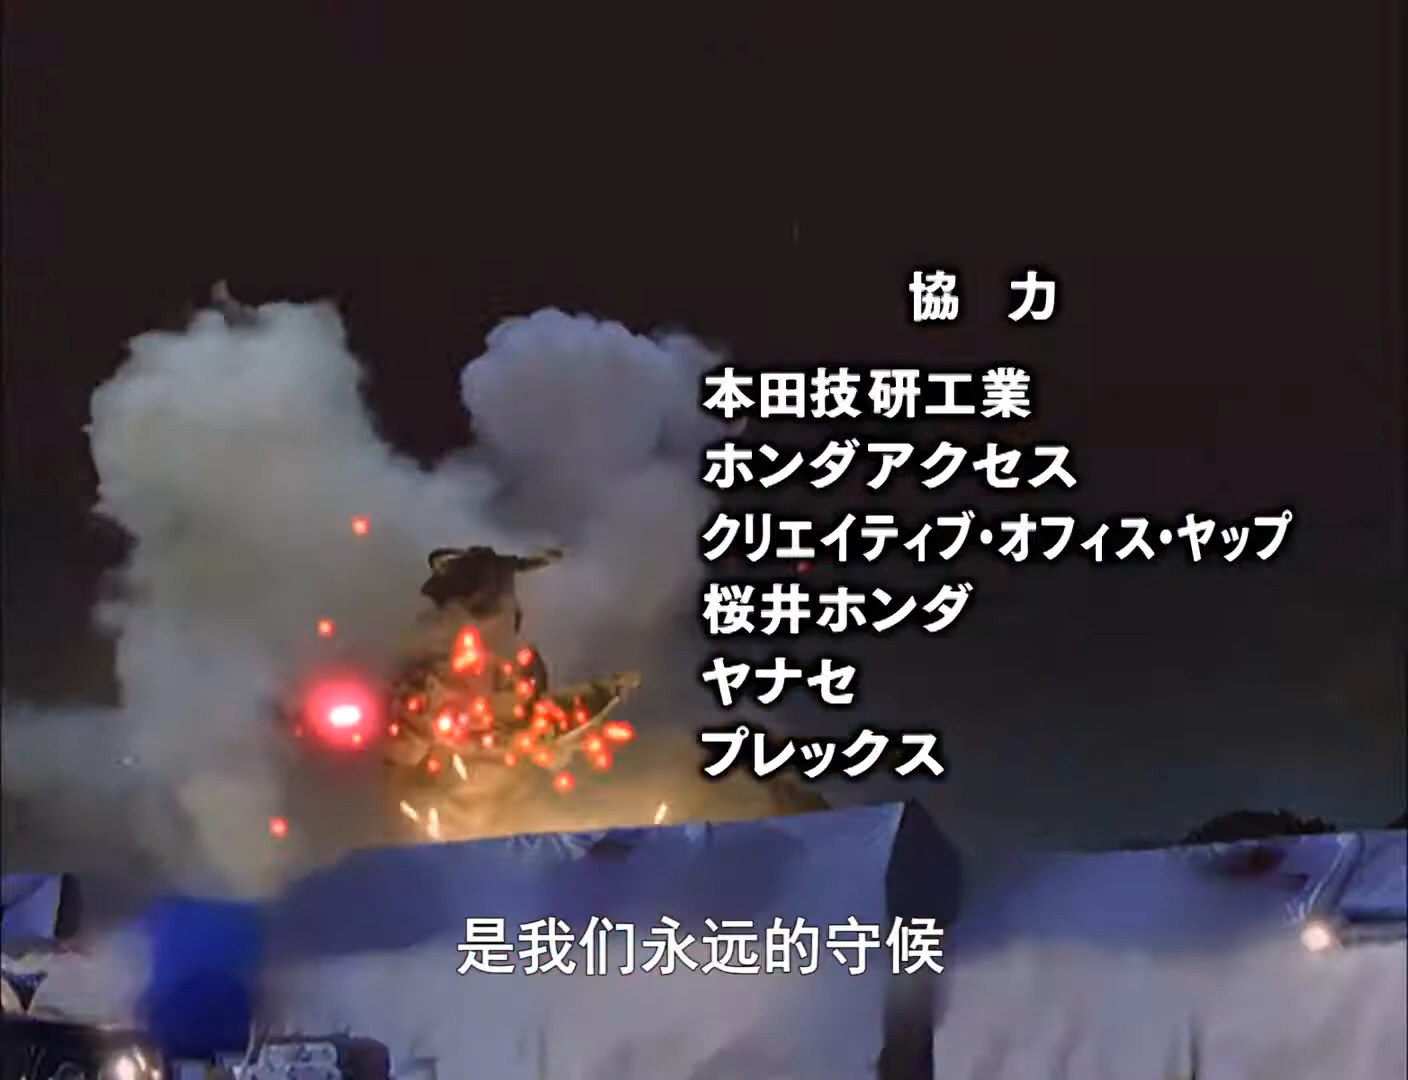 協　力
本田技研工業
ホンダアクセス
クリエイティブ・オフィス・ヤップ
桜井ホンダ
ヤナセ
プレックス
是我们永远的守候